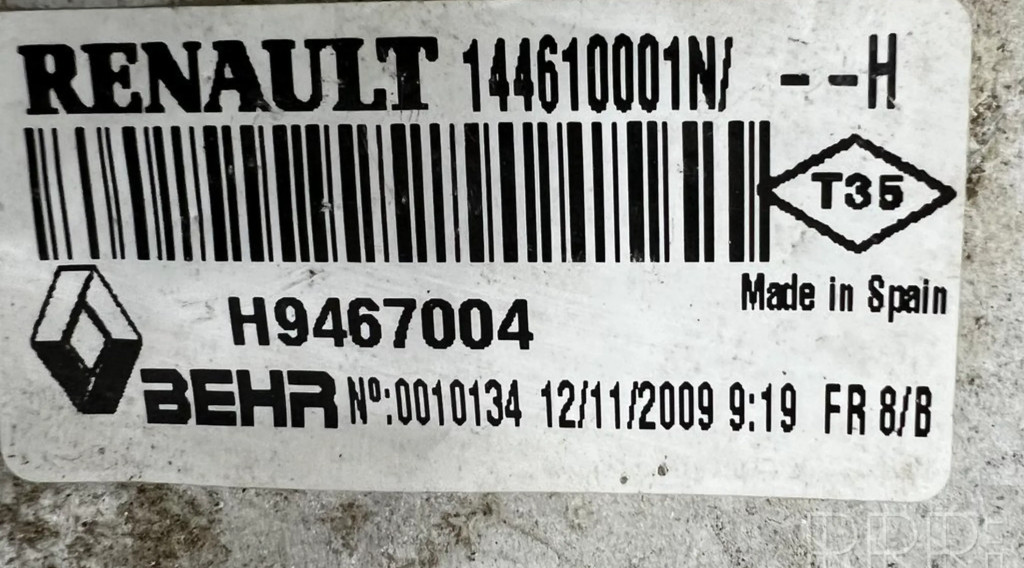 RENAULT 144610001N/ --H
T35
Made in Spain
H9467004
BEHR Nº:0010134 12/11/2009 9:19 FR 8/B